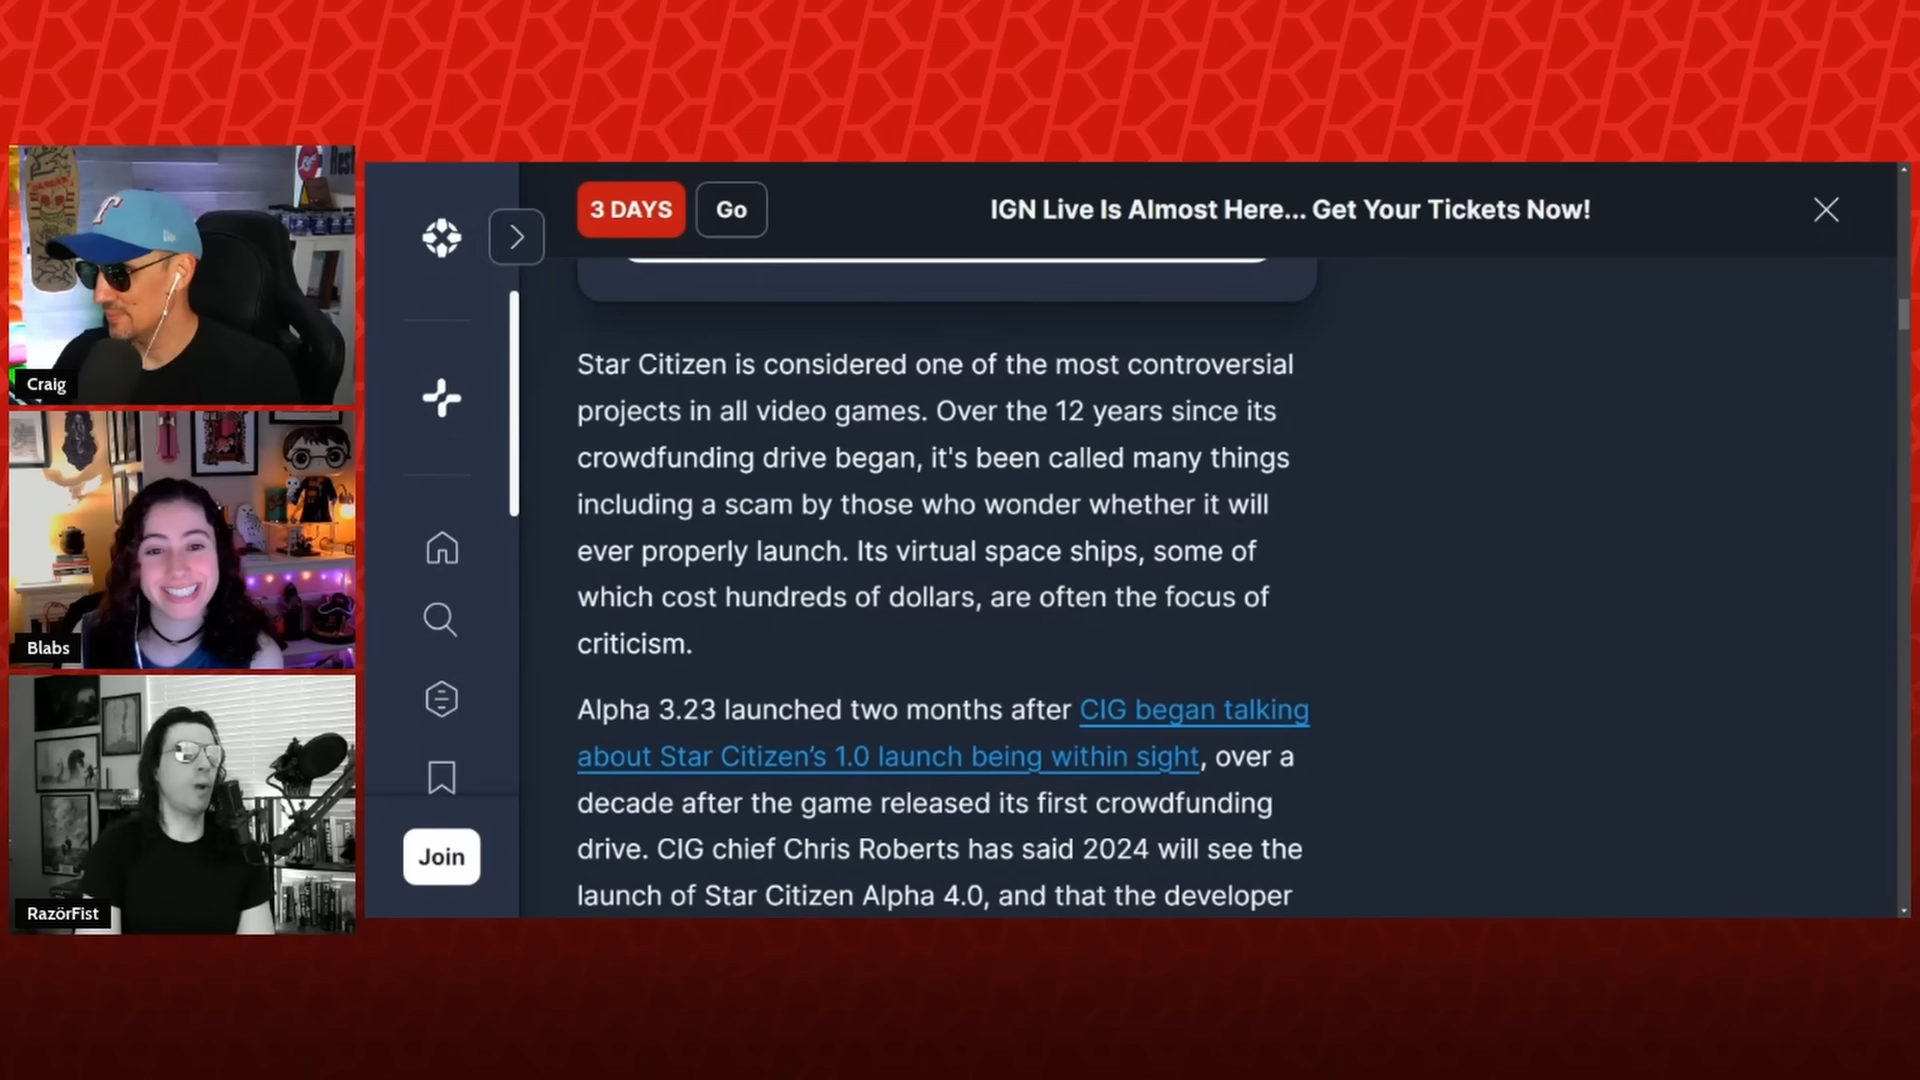 3 DAYS
Go
IGN Live Is Almost Here... Get Your Tickets Now!
Star Citizen is considered one of the most controversial
projects in all video games. Over the 12 years since its
crowdfunding drive began, it's been called many things
including a scam by those who wonder whether it will
ever properly launch. Its virtual space ships, some of
which cost hundreds of dollars, are often the focus of
criticism.
Alpha 3.23 launched two months after CIG began talking
about Star Citizen’s 1.0 launch being within sight, over a
decade after the game released its first crowdfunding
drive. CIG chief Chris Roberts has said 2024 will see the
launch of Star Citizen Alpha 4.0, and that the developer
Join
Craig
Blabs
RazörFist